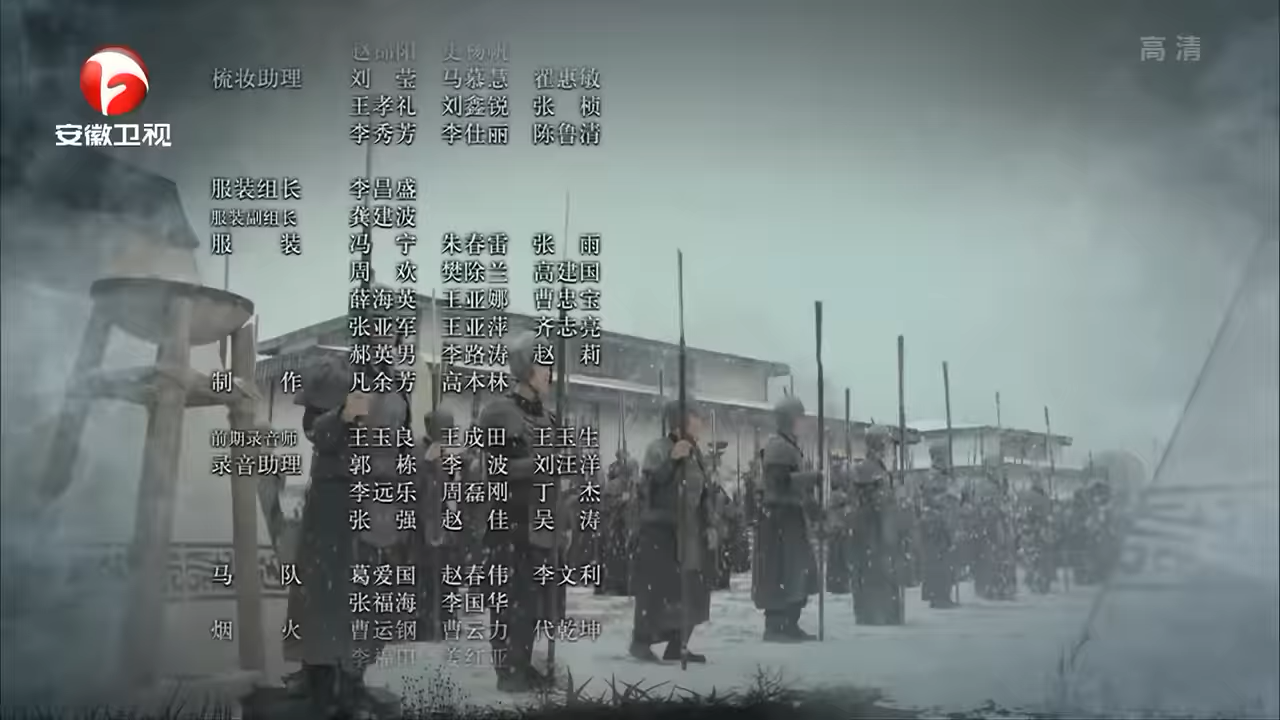 安徽卫视
高清
梳妆助理 刘 莹 马慕慧 翟惠敏
王孝礼 刘鑫锐 张 桢
李秀芳 李仕丽 陈鲁清
服装组长 李昌盛
服装副组长 龚建波
服 装 冯 宁 朱春雷 张 雨
周 欢 樊除兰 高建国
薛海英 王亚娜 曹忠宝
张亚军 王亚萍 齐志亮
郝英男 李路涛 赵 莉
制 作 凡余芳 高本林
前期录音师 王玉良 王成田 王玉生
录音助理 郭 栋 李 波 刘汪洋
李远乐 周磊刚 丁 杰
张 强 赵 佳 吴 涛
马 队 葛爱国 赵春伟 李文利
张福海 李国华
烟 火 曹运钢 曹云力 代乾坤
李福田 姜红亚